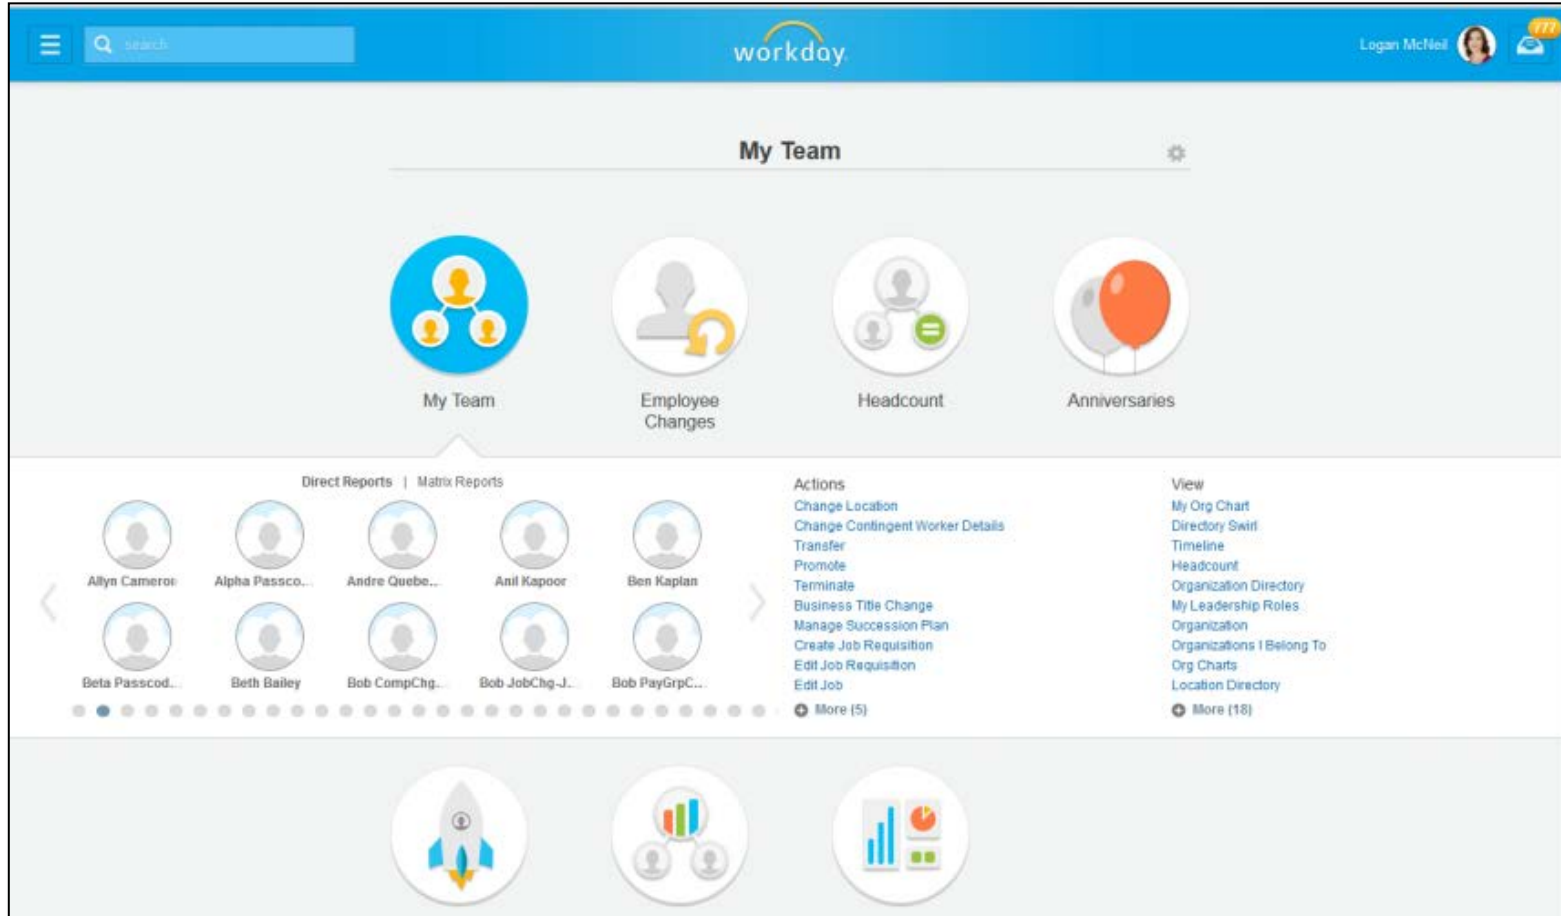 search
workday.
Logan McNeil
777
My Team
My Team
Employee
Changes
Headcount
Anniversaries
Direct Reports | Matrix Reports
Allyn Cameron
Alpha Passco...
Andre Quebe...
Anil Kapoor
Ben Kaplan
Beta Passcod...
Beth Bailey
Bob CompChg...
Bob JobChg-J...
Bob PayGrpC...
Actions
Change Location
Change Contingent Worker Details
Transfer
Promote
Terminate
Business Title Change
Manage Succession Plan
Create Job Requisition
Edit Job Requisition
Edit Job
More (5)
View
My Org Chart
Directory Swirl
Timeline
Headcount
Organization Directory
My Leadership Roles
Organization
Organizations I Belong To
Org Charts
Location Directory
More (18)